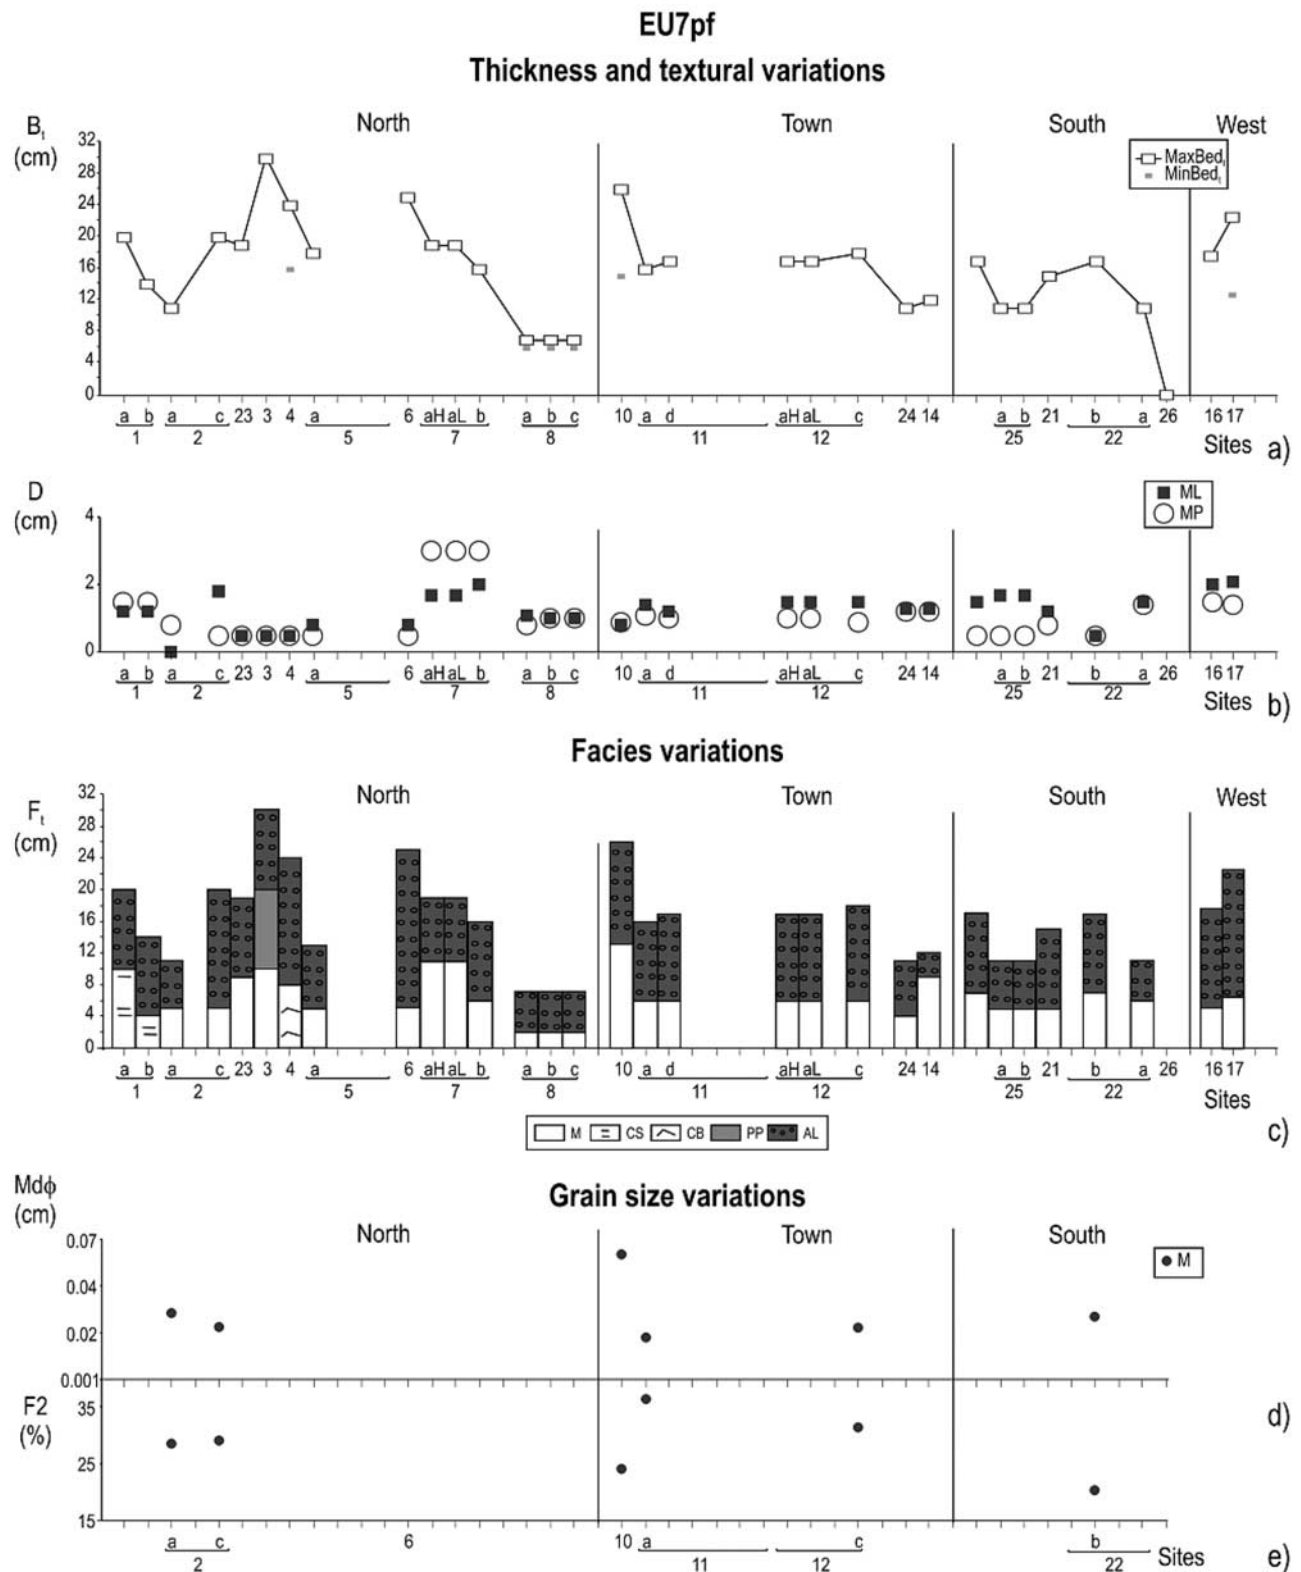 EU7pf
Thickness and textural variations
Bt (cm)
North Town South West
MaxBedt
MinBedt
32
28
24
20
16
12
8
4
0
a b a c 23 3 4 a 6 aH aL b a b c 10 a d aH aL c 24 14 a b 21 b a 26 16 17
1 2 5 7 8 11 12 25 22 Sites a)
D (cm)
ML
MP
4
2
0
a b a c 23 3 4 a 6 aH aL b a b c 10 a d aH aL c 24 14 a b 21 b a 26 16 17
1 2 5 7 8 11 12 25 22 Sites b)
Facies variations
Ft (cm)
North Town South West
32
28
24
20
16
12
8
4
0
a b a c 23 3 4 a 6 aH aL b a b c 10 a d aH aL c 24 14 a b 21 b a 26 16 17
1 2 5 7 8 11 12 25 22 Sites
M CS CB PP AL c)
Mdϕ (cm)
Grain size variations
North Town South
M
0.07
0.04
0.02
0.001
d)
F2 (%)
35
25
15
a c 6 10 a c b
2 11 12 22 Sites e)